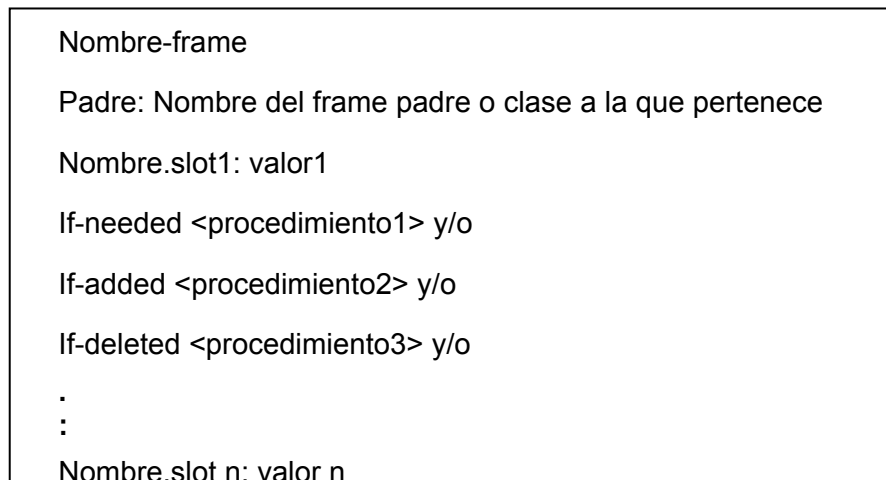 Nombre-frame
Padre: Nombre del frame padre o clase a la que pertenece
Nombre.slot1: valor1
If-needed <procedimiento1> y/o
If-added <procedimiento2> y/o
If-deleted <procedimiento3> y/o
.
:
Nombre.slot n: valor n